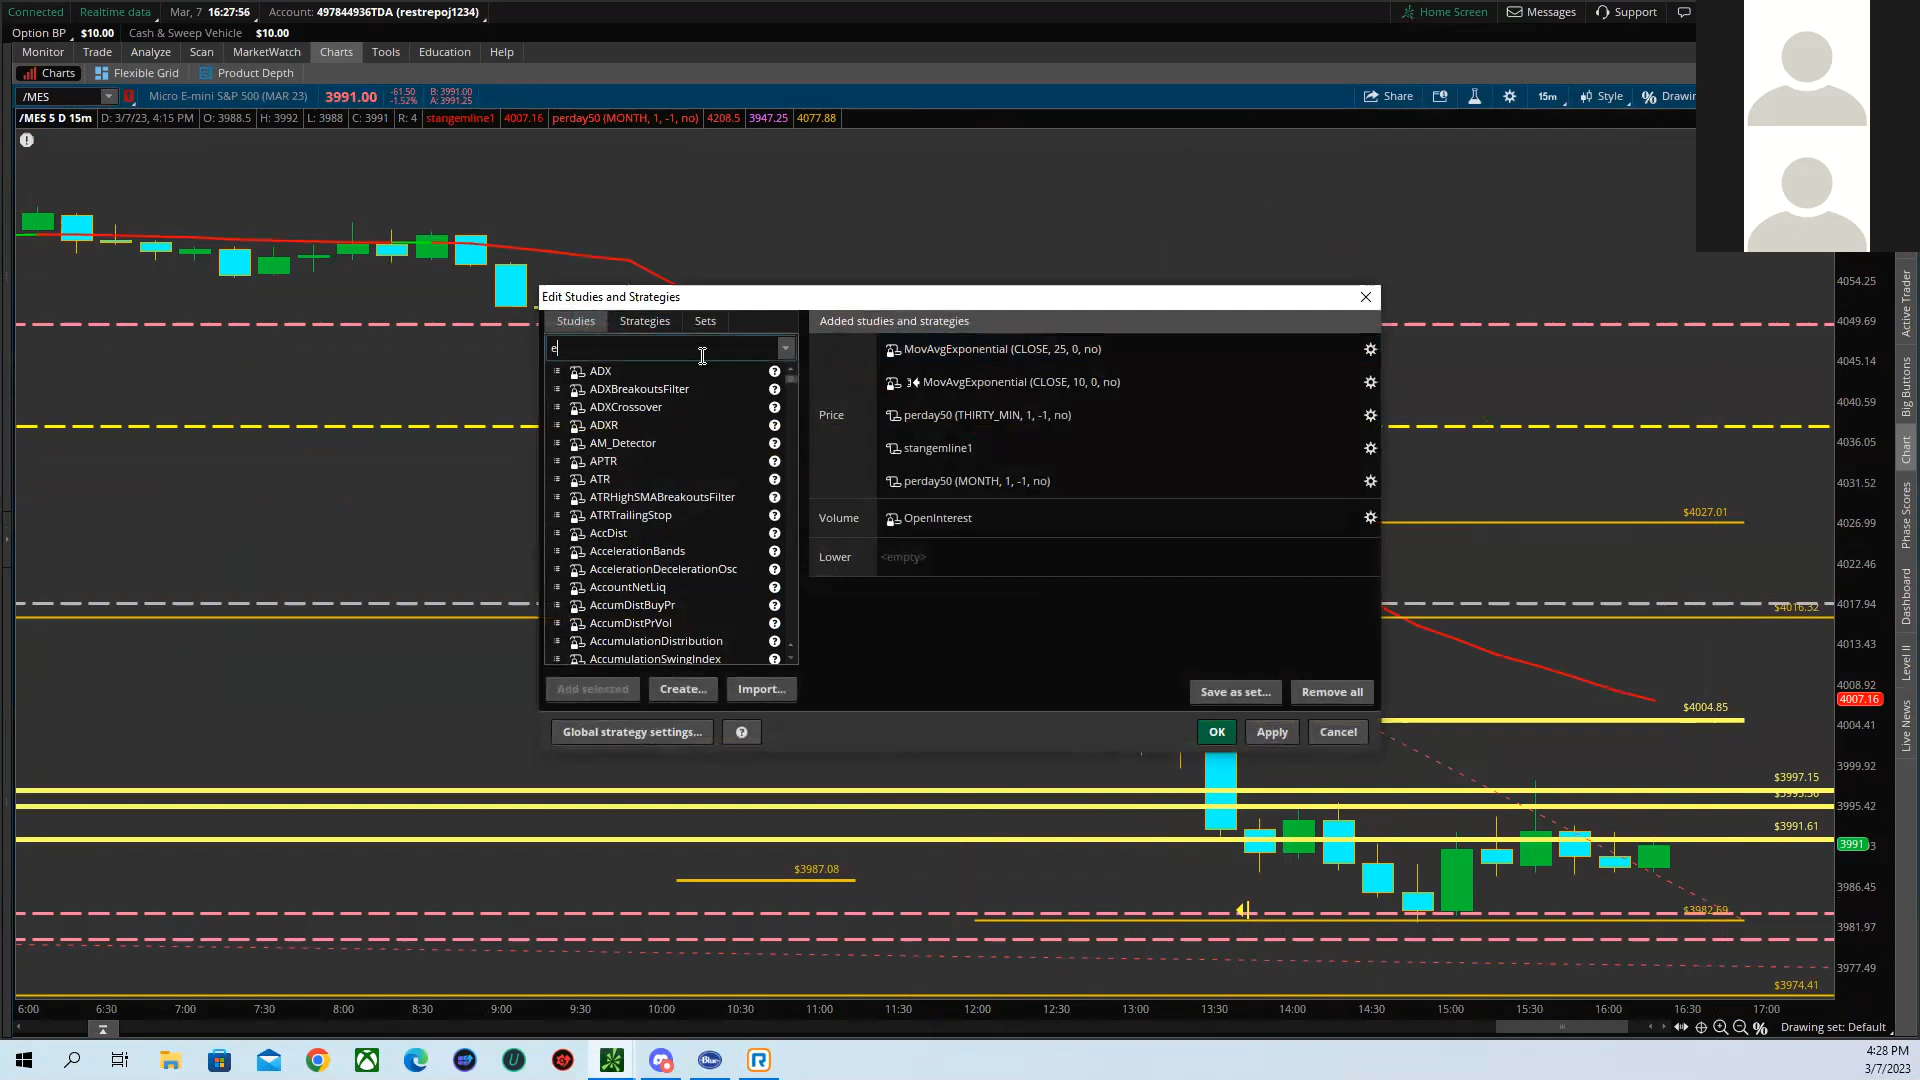 Connected Realtime data Mar, 7 16:27:56 Account: 497844936TDA (restrepoj1234) Home Screen Messages Support
Option BP $10.00 Cash & Sweep Vehicle $10.00
Monitor Trade Analyze Scan MarketWatch Charts Tools Education Help
Charts Flexible Grid Product Depth
/MES Micro E-mini S&P 500 (MAR 23) 3991.00 -61.50 -1.52% B: 3991.00 A: 3991.25 Share 15m Style Drawin
/MES 5 D 15m D: 3/7/23, 4:15 PM O: 3988.5 H: 3992 L: 3988 C: 3991 R: 4 stangemline1 4007.16 perday50 (MONTH, 1, -1, no) 4208.5 3947.25 4077.88
Edit Studies and Strategies
Studies Strategies Sets
e
ADX
ADXBreakoutsFilter
ADXCrossover
ADXR
AM_Detector
APTR
ATR
ATRHighSMABreakoutsFilter
ATRTrailingStop
AccDist
AccelerationBands
AccelerationDecelerationOsc
AccountNetLiq
AccumDistBuyPr
AccumDistPrVol
AccumulationDistribution
AccumulationSwingIndex
Add selected Create... Import...
Added studies and strategies
Price
MovAvgExponential (CLOSE, 25, 0, no)
MovAvgExponential (CLOSE, 10, 0, no)
perday50 (THIRTY_MIN, 1, -1, no)
stangemline1
perday50 (MONTH, 1, -1, no)
Volume OpenInterest
Lower <empty>
Save as set... Remove all
Global strategy settings... ? OK Apply Cancel
$4027.01
$4016.32
$4004.85
$3997.15
$3991.61
$3987.08
$3982.69
$3974.41
4054.25
4049.69
4045.14
4040.59
4036.05
4031.52
4026.99
4022.46
4017.94
4013.43
4008.92
4007.16
4004.41
3999.92
3995.42
3991
3986.45
3981.97
3977.49
Active Trader
Big Buttons
Chart
Phase Scores
Dashboard
Level II
Live News
6:00 6:30 7:00 7:30 8:00 8:30 9:00 9:30 10:00 10:30 11:00 11:30 12:00 12:30 13:00 13:30 14:00 14:30 15:00 15:30 16:00 16:30 17:00
Drawing set: Default
4:28 PM
3/7/2023